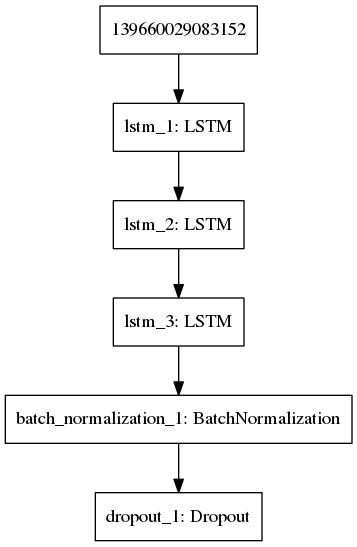 139660029083152
lstm_1: LSTM
lstm_2: LSTM
lstm_3: LSTM
batch_normalization_1: BatchNormalization
dropout_1: Dropout